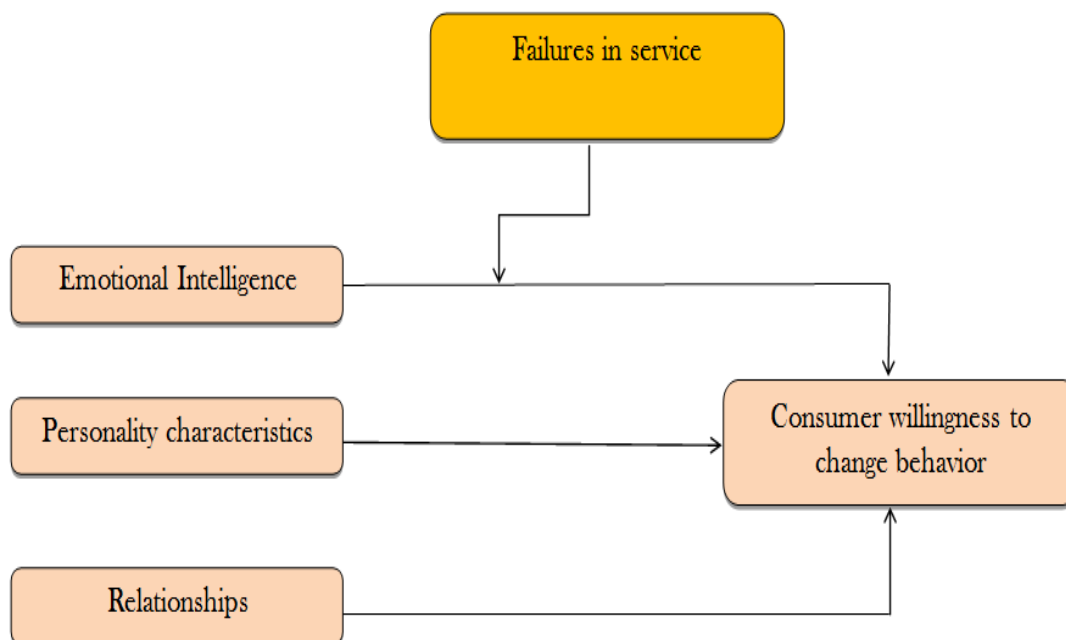 Failures in service
Emotional Intelligence
Personality characteristics
Consumer willingness to
change behavior
Relationships